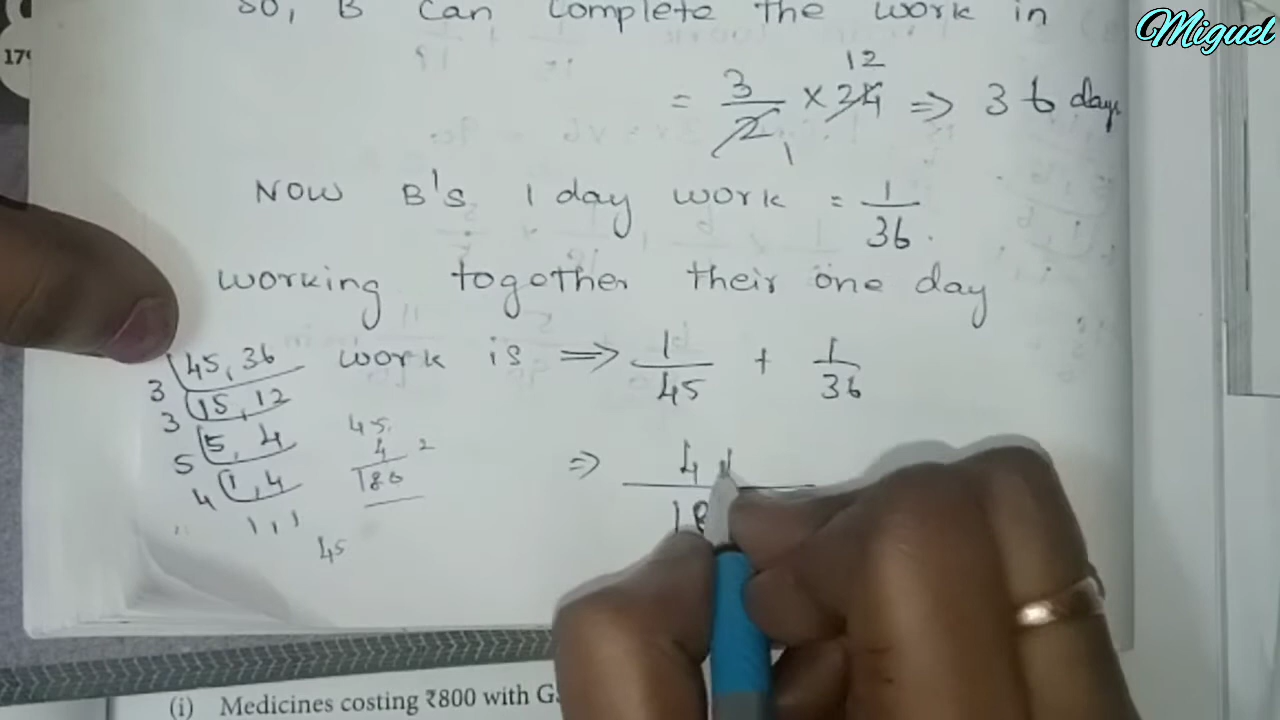 Miguel
So, B can complete the work in
12
= 3/2 × 24 => 36 days
1
Now B's 1 day work = 1/36.
working together their one day
work is => 1/45 + 1/36
3 45, 36
3 15, 12
5 5, 4
4 1, 4
1, 1
45
4 2
180
45
=> 4
18
(i) Medicines costing ₹800 with